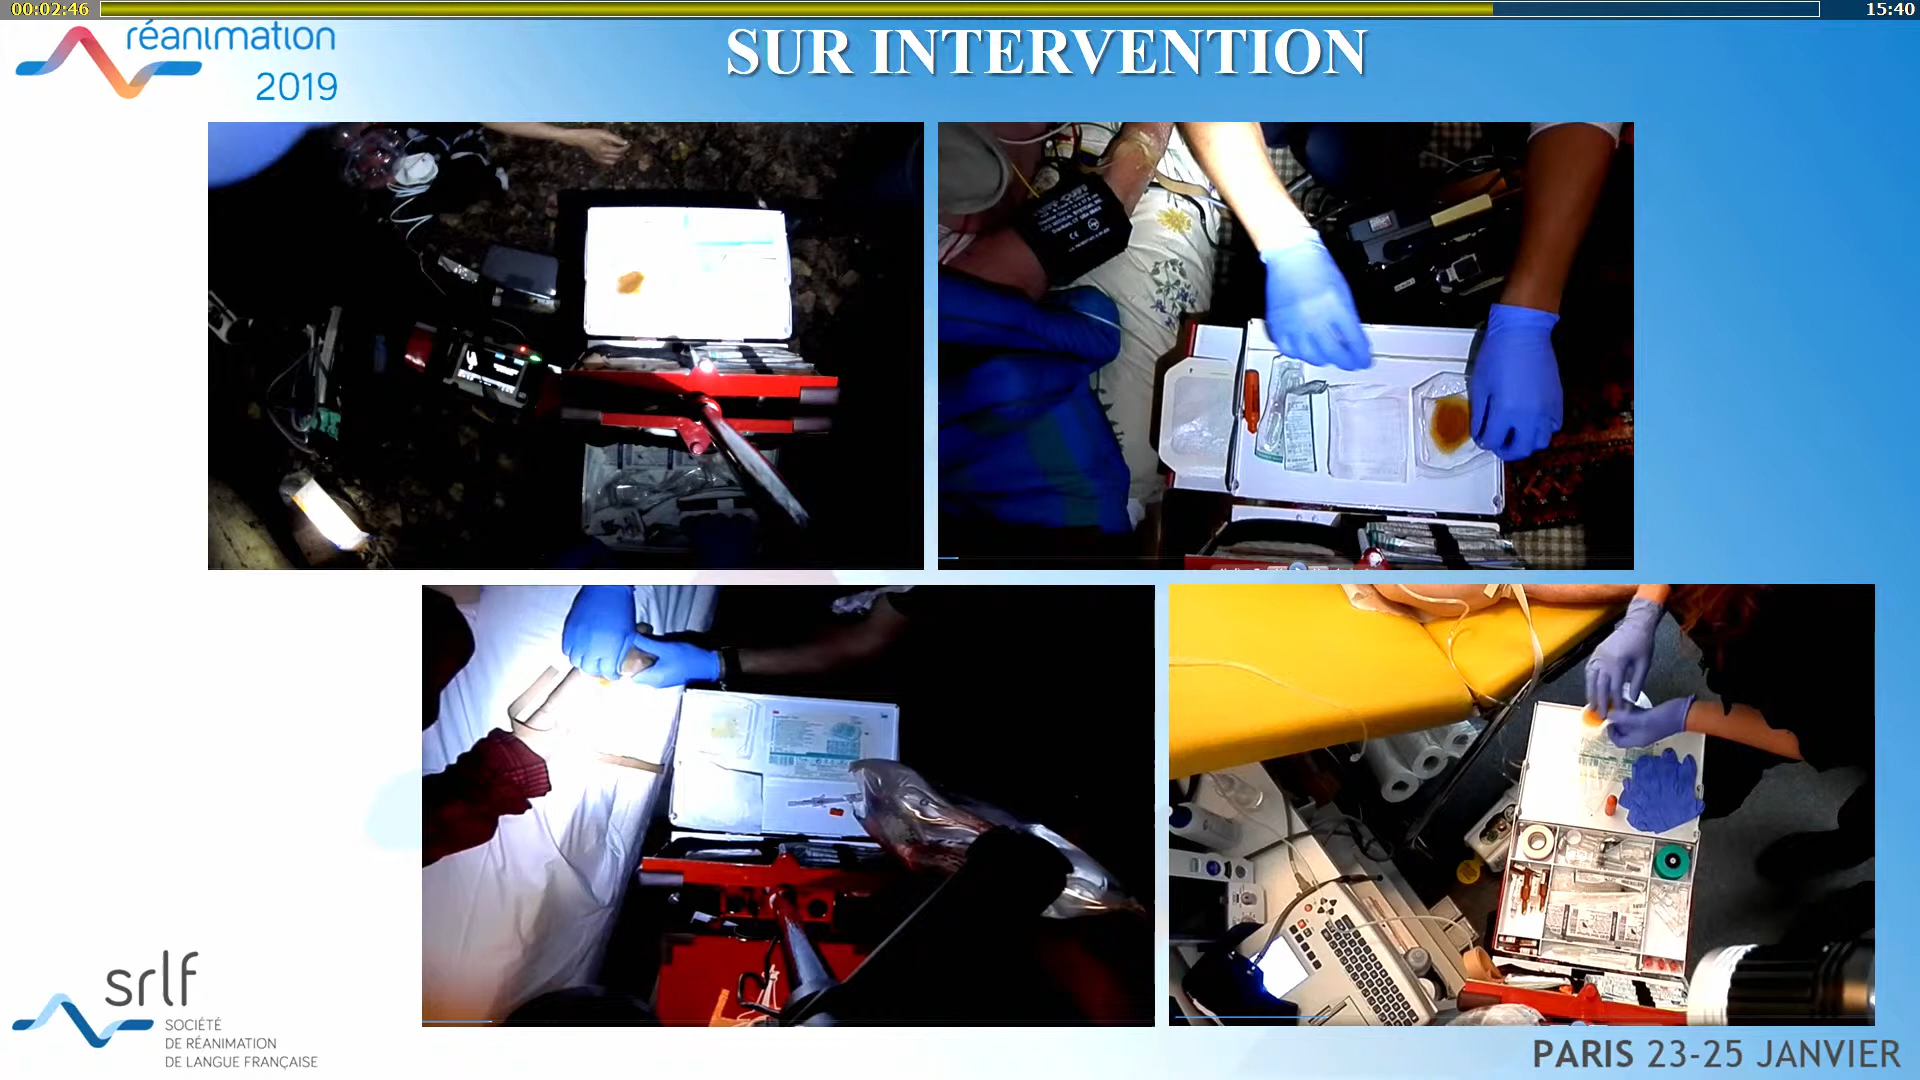 00:02:46
15:40
réanimation
2019
SUR INTERVENTION
srlf
SOCIÉTÉ
DE RÉANIMATION
DE LANGUE FRANÇAISE
PARIS 23-25 JANVIER